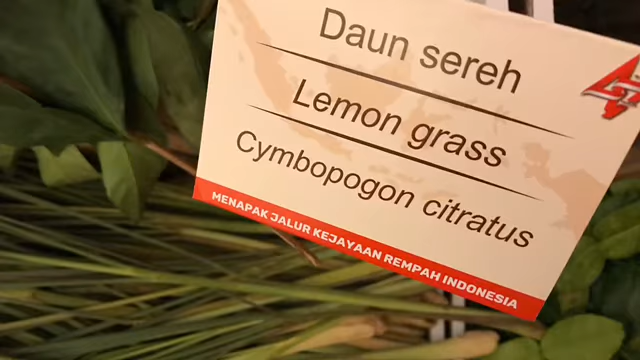 Daun sereh
Lemon grass
Cymbopogon citratus
MENAPAK JALUR KEJAYAAN REMPAH INDONESIA